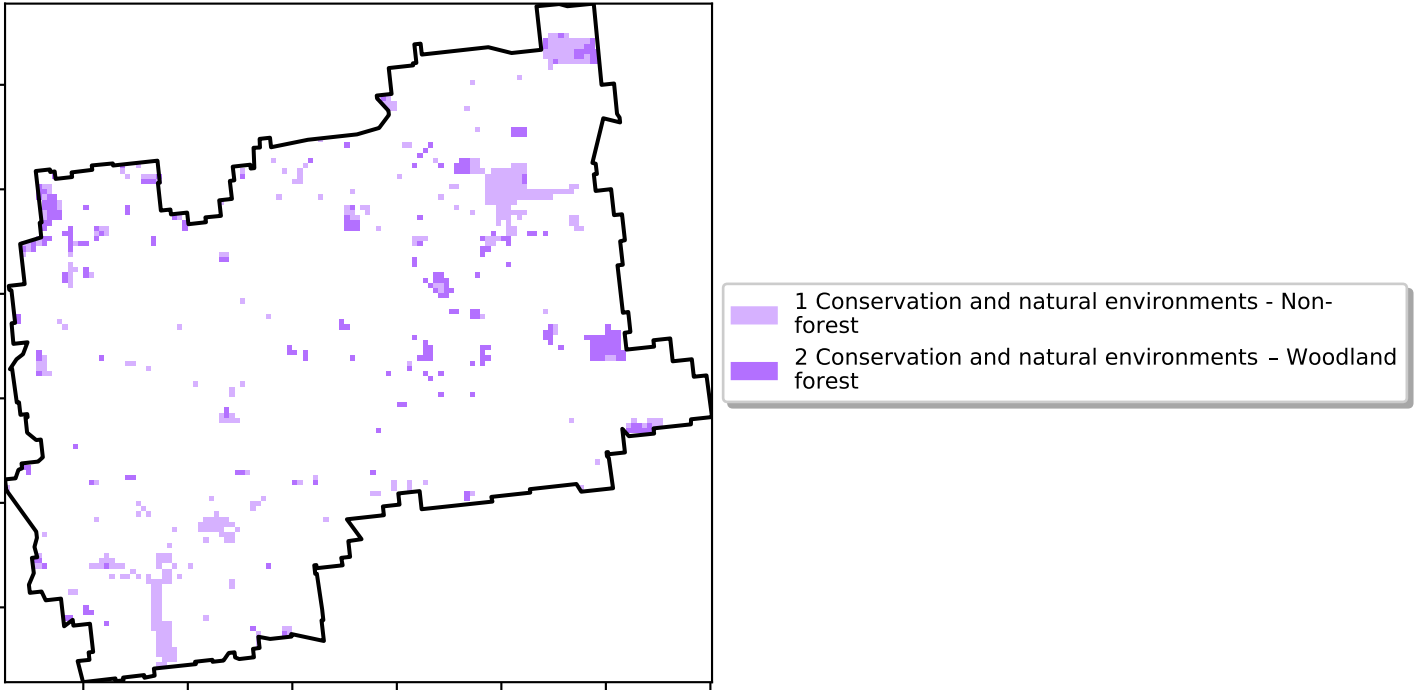 1 Conservation and natural environments - Non-
forest
2 Conservation and natural environments – Woodland
forest